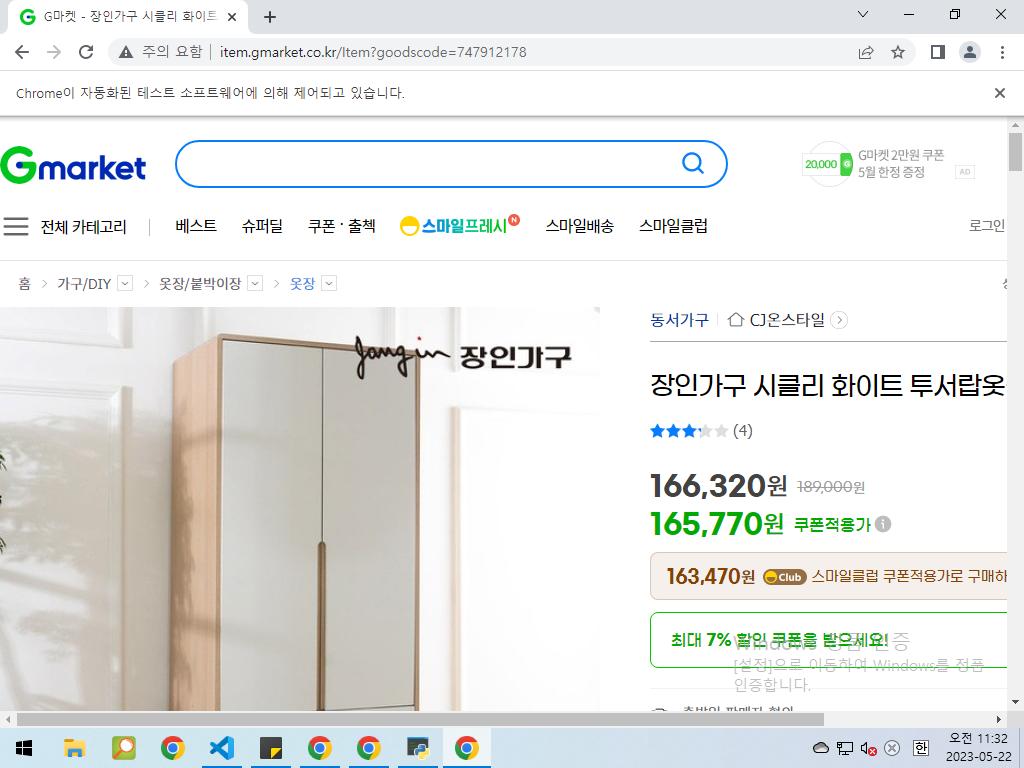 G마켓 - 장인가구 시클리 화이트
주의 요함
item.gmarket.co.kr/Item?goodscode=747912178
Chrome이 자동화된 테스트 소프트웨어에 의해 제어되고 있습니다.
Gmarket
20,000
G마켓 2만원 쿠폰
5월 한정 증정
AD
전체 카테고리
베스트
슈퍼딜
쿠폰 · 출첵
스마일프레시
N
스마일배송
스마일클럽
로그인
홈 > 가구/DIY > 옷장/붙박이장 > 옷장
Jangin 장인가구
동서가구
CJ온스타일
장인가구 시클리 화이트 투서랍옷
(4)
166,320원 189,000원
165,770원 쿠폰적용가
163,470원 Club 스마일클럽 쿠폰적용가로 구매하
최대 7% 할인 쿠폰을 받으세요!
Windows 정품 인증
[설정]으로 이동하여 Windows를 정품
인증합니다.
한
오전 11:32
2023-05-22